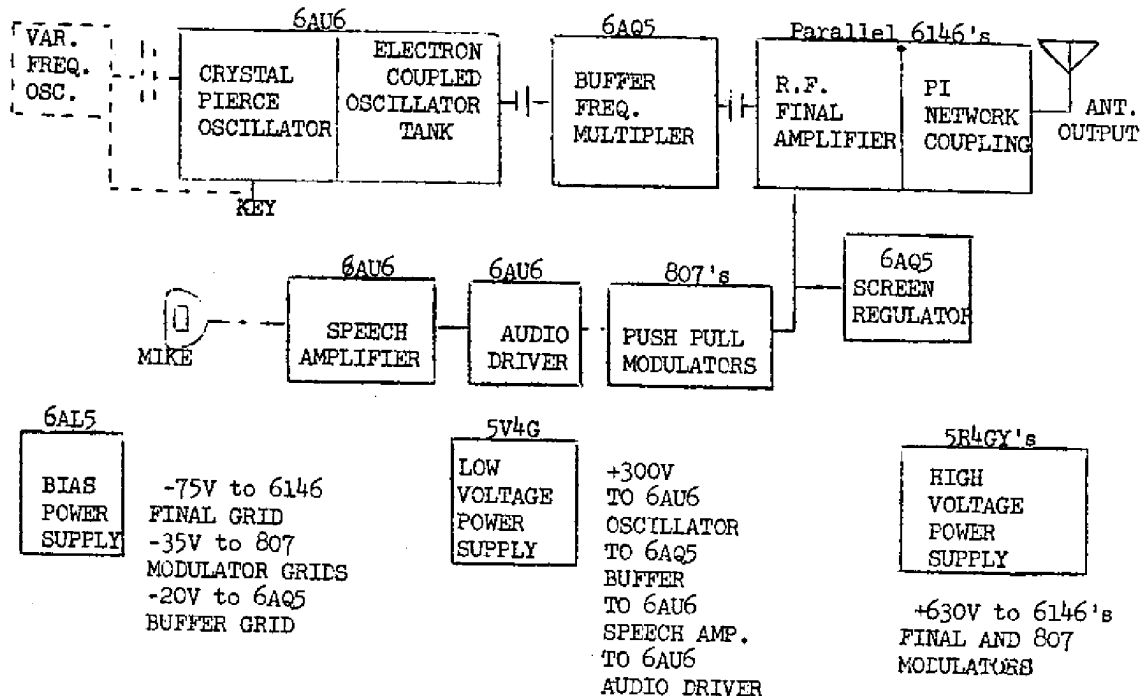 VAR.
FREQ.
OSC.
6AU6
CRYSTAL
PIERCE
OSCILLATOR
ELECTRON
COUPLED
OSCILLATOR
TANK
KEY
6AQ5
BUFFER
FREQ.
MULTIPLER
Parallel 6146's
R.F.
FINAL
AMPLIFIER
PI
NETWORK
COUPLING
ANT.
OUTPUT
MIKE
6AU6
SPEECH
AMPLIFIER
6AU6
AUDIO
DRIVER
807's
PUSH PULL
MODULATORS
6AQ5
SCREEN
REGULATOR
6AL5
BIAS
POWER
SUPPLY
-75V to 6146
FINAL GRID
-35V to 807
MODULATOR GRIDS
-20V to 6AQ5
BUFFER GRID
5V4G
LOW
VOLTAGE
POWER
SUPPLY
+300V
TO 6AU6
OSCILLATOR
TO 6AQ5
BUFFER
TO 6AU6
SPEECH AMP.
TO 6AU6
AUDIO DRIVER
5R4GY's
HIGH
VOLTAGE
POWER
SUPPLY
+630V to 6146's
FINAL AND 807
MODULATORS